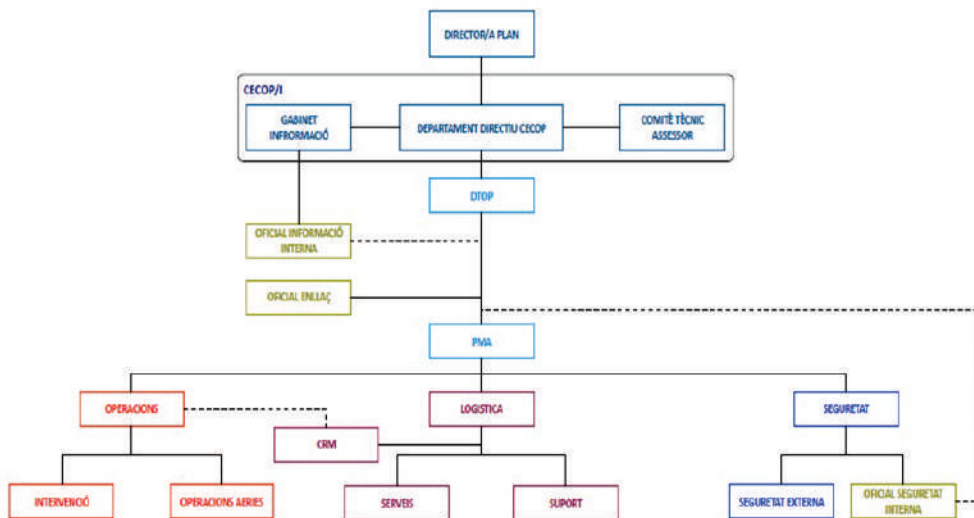 DIRECTOR/A PLAN
CECOP/I
GABINET
INFRORMACIÓ
DEPARTAMENT DIRECTIU CECOP
COMITÈ TÈCNIC
ASSESSOR
DTOP
OFICIAL INFORMACIÓ
INTERNA
OFICIAL ENLLAÇ
PMA
OPERACIONS
LOGISTICA
SEGURETAT
CRM
INTERVENCIÓ
OPERACIONS AERIES
SERVEIS
SUPORT
SEGURETAT EXTERNA
OFICIAL SEGURETAT
INTERNA